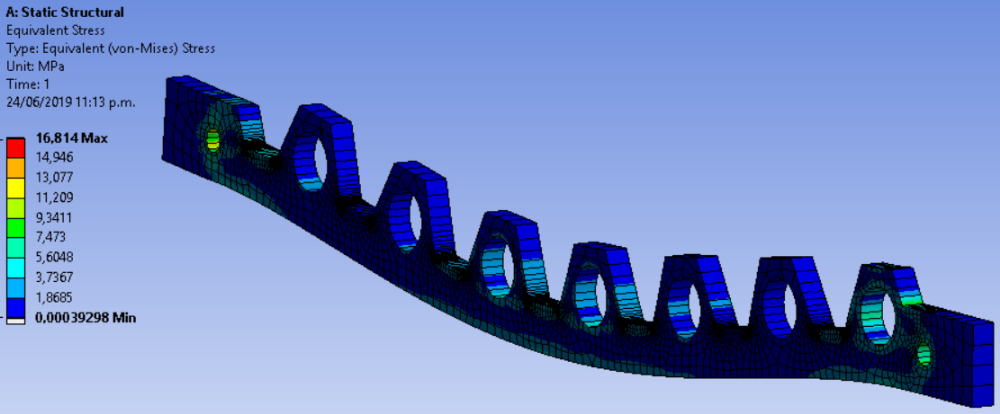 A: Static Structural
Equivalent Stress
Type: Equivalent (von-Mises) Stress
Unit: MPa
Time: 1
24/06/2019 11:13 p.m.
16,814 Max
14,946
13,077
11,209
9,3411
7,473
5,6048
3,7367
1,8685
0,00039298 Min